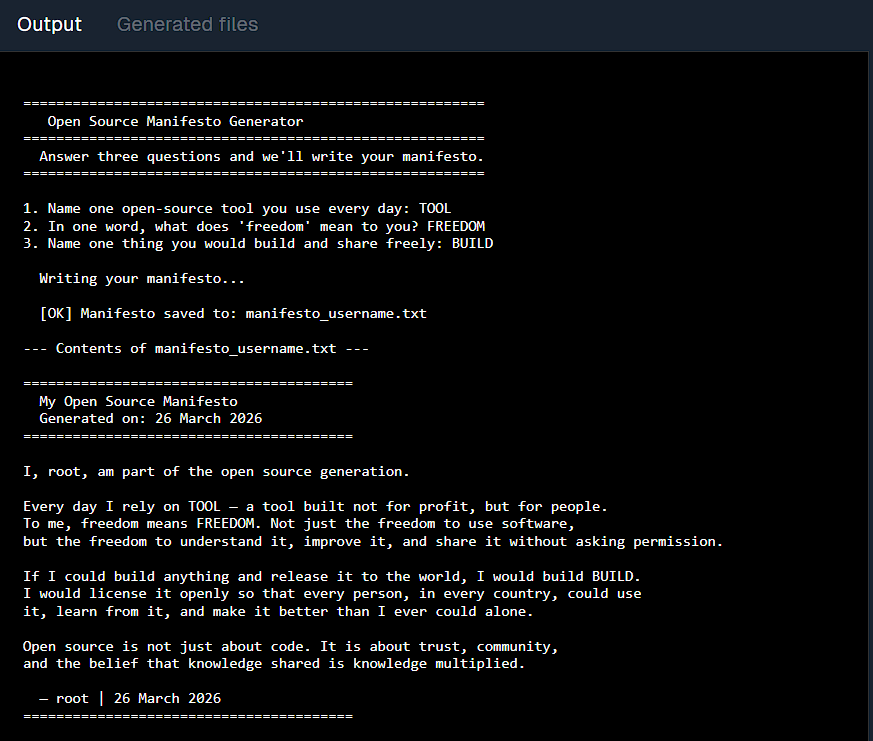 Output Generated files
========================================================
   Open Source Manifesto Generator
========================================================
  Answer three questions and we'll write your manifesto.
========================================================
1. Name one open-source tool you use every day: TOOL
2. In one word, what does 'freedom' mean to you? FREEDOM
3. Name one thing you would build and share freely: BUILD
  Writing your manifesto...
  [OK] Manifesto saved to: manifesto_username.txt
--- Contents of manifesto_username.txt ---
========================================
  My Open Source Manifesto
  Generated on: 26 March 2026
========================================
I, root, am part of the open source generation.
Every day I rely on TOOL — a tool built not for profit, but for people.
To me, freedom means FREEDOM. Not just the freedom to use software,
but the freedom to understand it, improve it, and share it without asking permission.
If I could build anything and release it to the world, I would build BUILD.
I would license it openly so that every person, in every country, could use
it, learn from it, and make it better than I ever could alone.
Open source is not just about code. It is about trust, community,
and the belief that knowledge shared is knowledge multiplied.
  — root | 26 March 2026
========================================